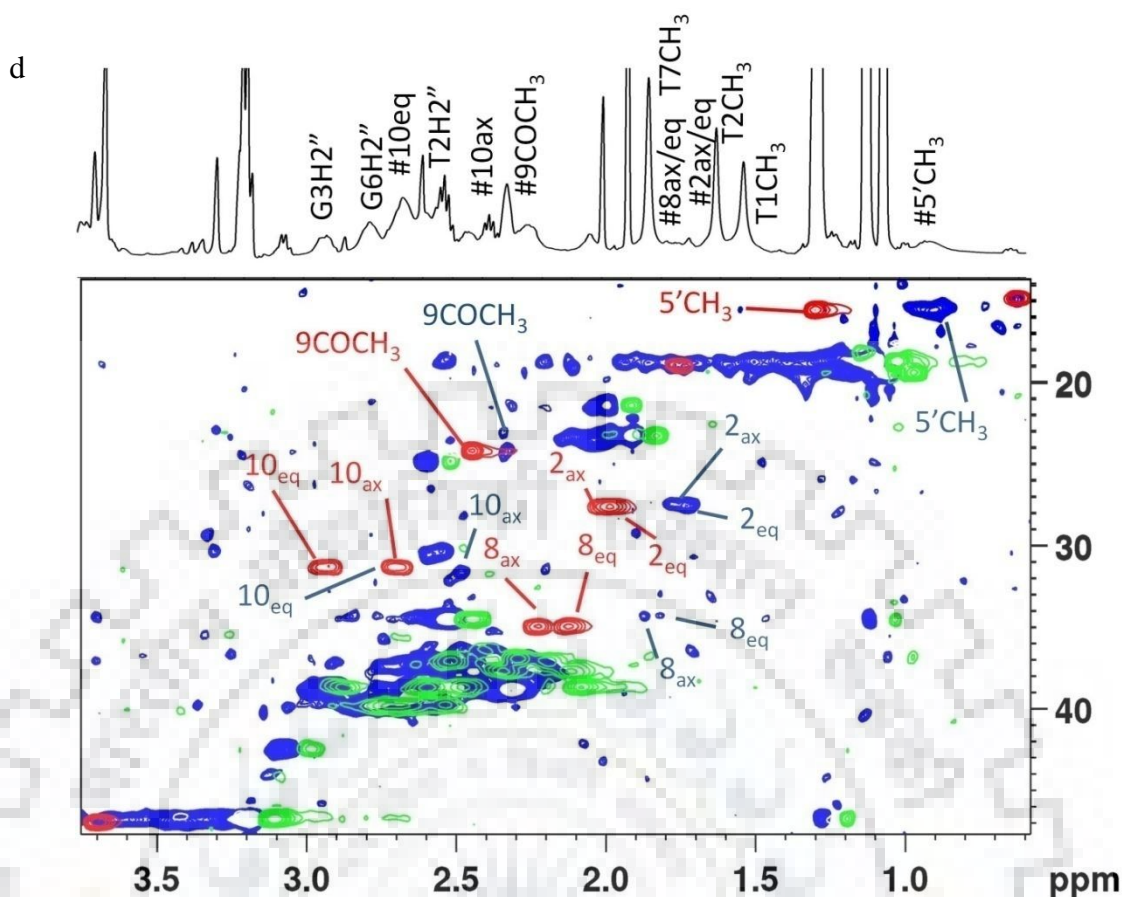 d
G3H2"
G6H2"
#10eq
T2H2"
#10ax
#9COCH₃
#8ax/eq
T7CH₃
#2ax/eq
T2CH₃
T1CH₃
#5'CH₃
5'CH₃
9COCH₃
9COCH₃
20
5'CH₃
2ax
10eq
10ax
2ax
10ax
2eq
8ax
8eq
2eq
30
10eq
8eq
8ax
40
3.5 3.0 2.5 2.0 1.5 1.0 ppm